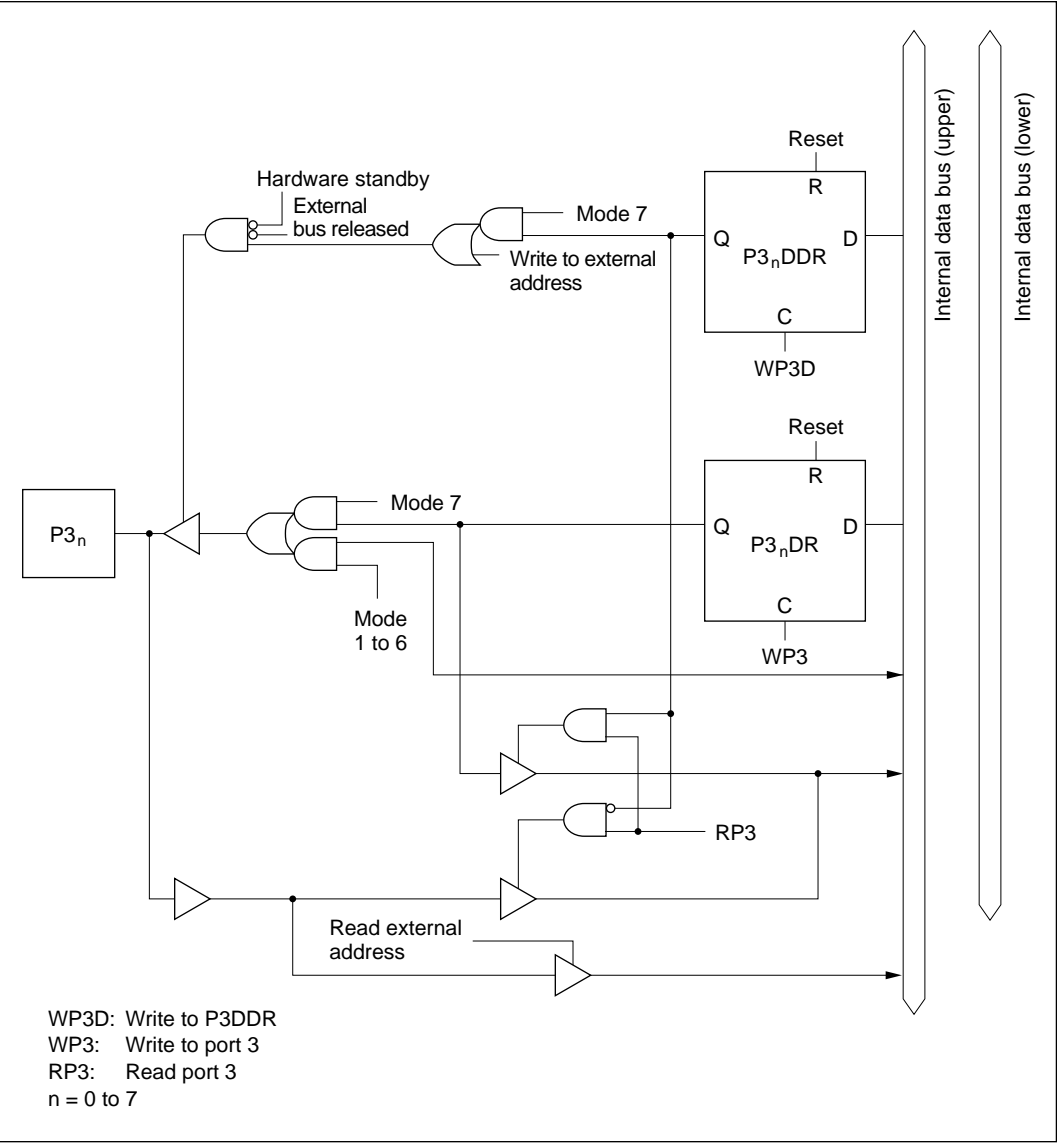 Reset
R
Hardware standby
External
bus released
Mode 7
Q
D
P3nDDR
Write to external
address
C
WP3D
Internal data bus (upper)
Internal data bus (lower)
Reset
R
Mode 7
P3n
Q
D
P3nDR
C
Mode
1 to 6
WP3
RP3
Read external
address
WP3D: Write to P3DDR
WP3: Write to port 3
RP3: Read port 3
n = 0 to 7